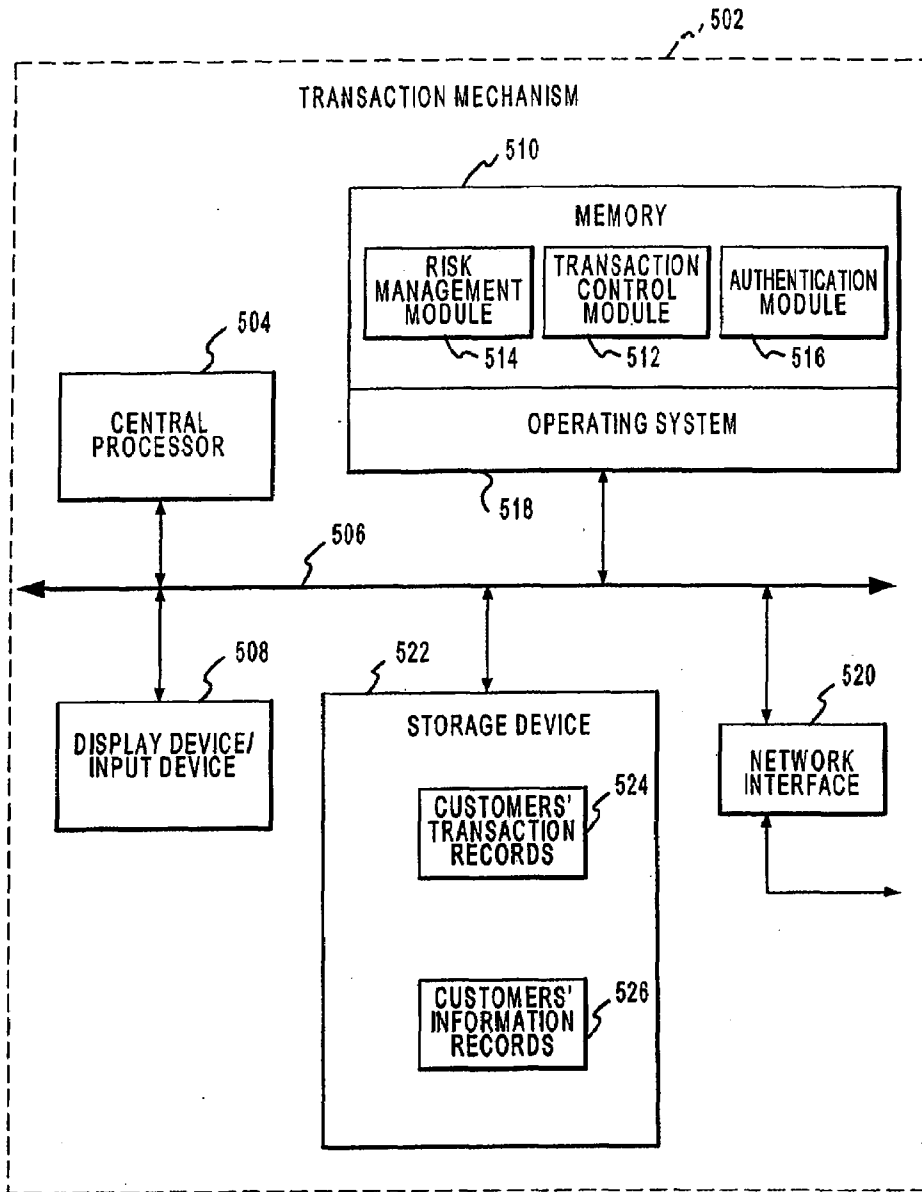 502
TRANSACTION MECHANISM
510
MEMORY
RISK
MANAGEMENT
MODULE
TRANSACTION
CONTROL
MODULE
AUTHENTICATION
MODULE
514
512
516
504
CENTRAL
PROCESSOR
OPERATING SYSTEM
518
506
508
DISPLAY DEVICE/
INPUT DEVICE
522
STORAGE DEVICE
CUSTOMERS'
TRANSACTION
RECORDS
524
CUSTOMERS'
INFORMATION
RECORDS
526
520
NETWORK
INTERFACE